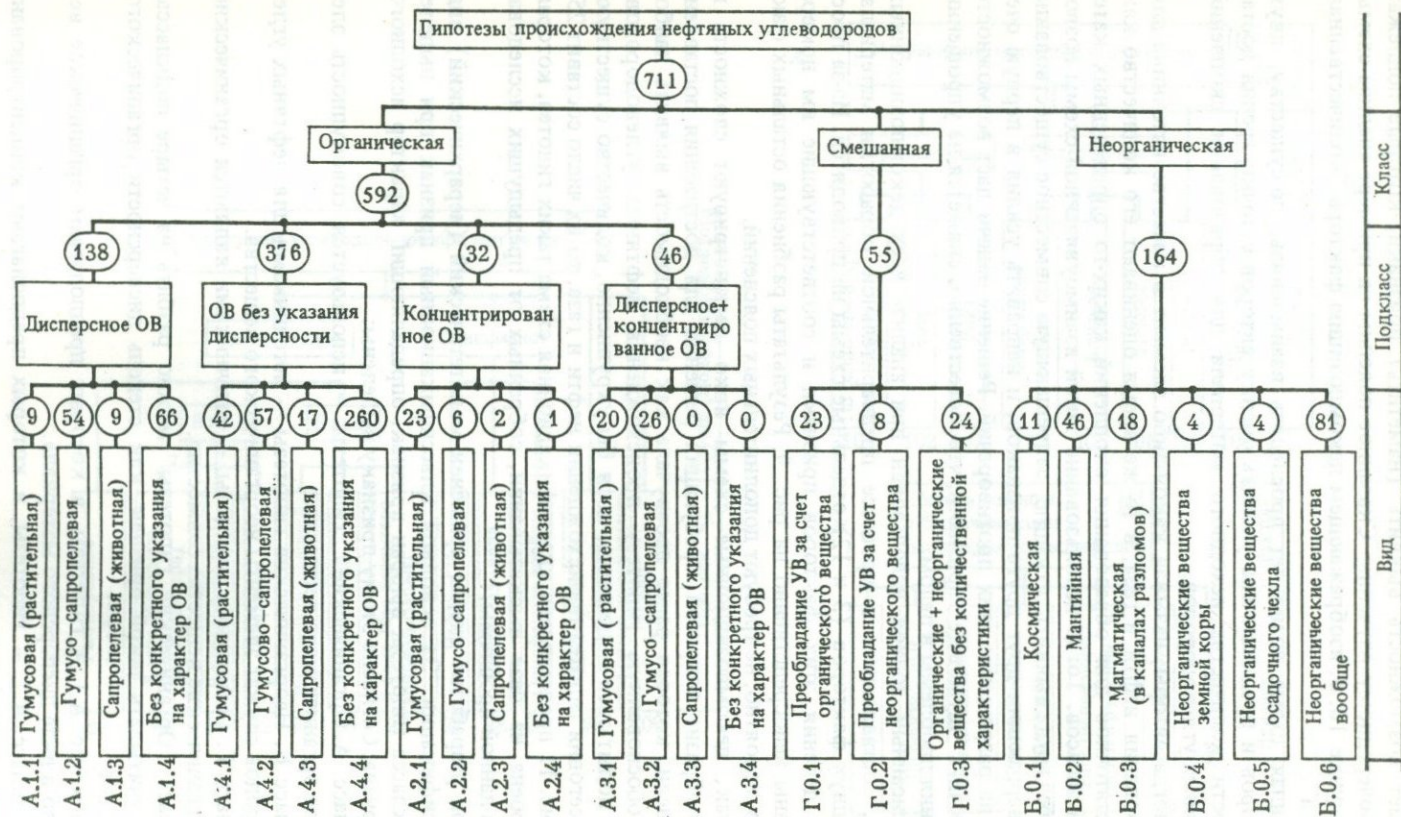 Гипотезы происхождения нефтяных углеводородов
711
Органическая
Смешанная
Неорганическая
Класс
592
138
376
32
46
55
164
Подкласс
Дисперсное ОВ
ОВ без указания
дисперсности
Концентрирован
ное ОВ
Дисперсное+
концентриро
ванное ОВ
9
54
9
66
42
57
17
260
23
6
2
1
20
26
0
0
23
8
24
11
46
18
4
4
81
Гумусовая (растительная)
Гумусо-сапропелевая
Сапропелевая (животная)
Без конкретного указания
на характер ОВ
Гумусовая (растительная)
Гумусово-сапропелевая
Сапропелевая (животная)
Без конкретного указания
на характер ОВ
Гумусовая (растительная)
Гумусо-сапропелевая
Сапропелевая (животная)
Без конкретного указания
на характер ОВ
Гумусовая ( растительная)
Гумусо-сапропелевая
Сапропелевая (животная)
Без конкретного указания
на характер ОВ
Преобладание УВ за счет
органического вещества
Преобладание УВ за счет
неорганического вещества
Органические + неорганические
вещества без количественной
характеристики
Космическая
Мантийная
Магматическая
(в каналах разломов)
Неорганические вещества
земной коры
Неорганические вещества
осадочного чехла
Неорганические вещества
вообще
Вид
А.1.1
А.1.2
А.1.3
А.1.4
А.4.1
А.4.2
А.4.3
А.4.4
А.2.1
А.2.2
А.2.3
А.2.4
А.3.1
А.3.2
А.3.3
А.3.4
Г.0.1
Г.0.2
Г.0.3
Б.0.1
Б.0.2
Б.0.3
Б.0.4
Б.0.5
Б.0.6